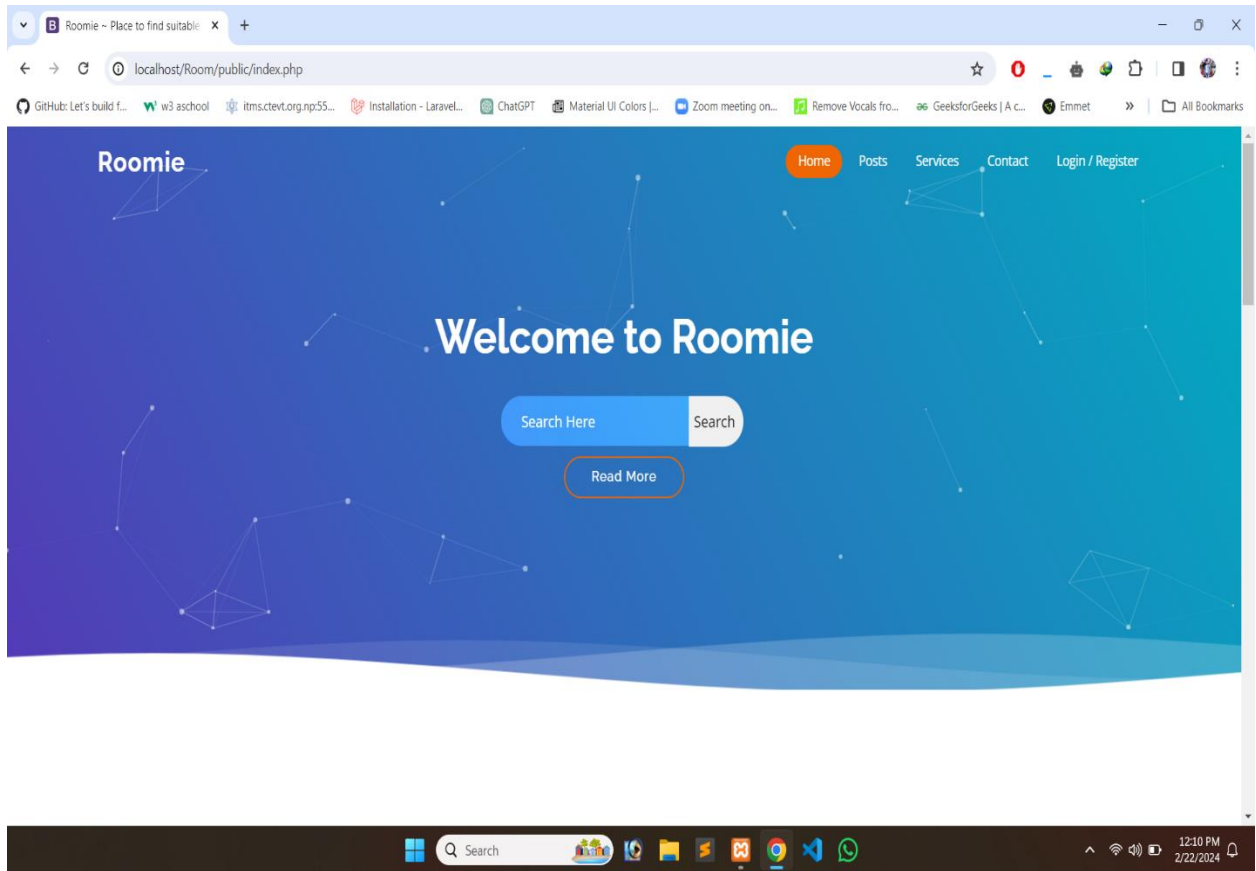 Roomie ~ Place to find suitable
localhost/Room/public/index.php
GitHub: Let's build f... w3 aschool itms.ctevt.org.np:55... Installation - Laravel... ChatGPT Material UI Colors |... Zoom meeting on... Remove Vocals fro... GeeksforGeeks | A c... Emmet » All Bookmarks
Roomie Home Posts Services Contact Login / Register
Welcome to Roomie
Search Here Search
Read More
Search 12:10 PM
2/22/2024